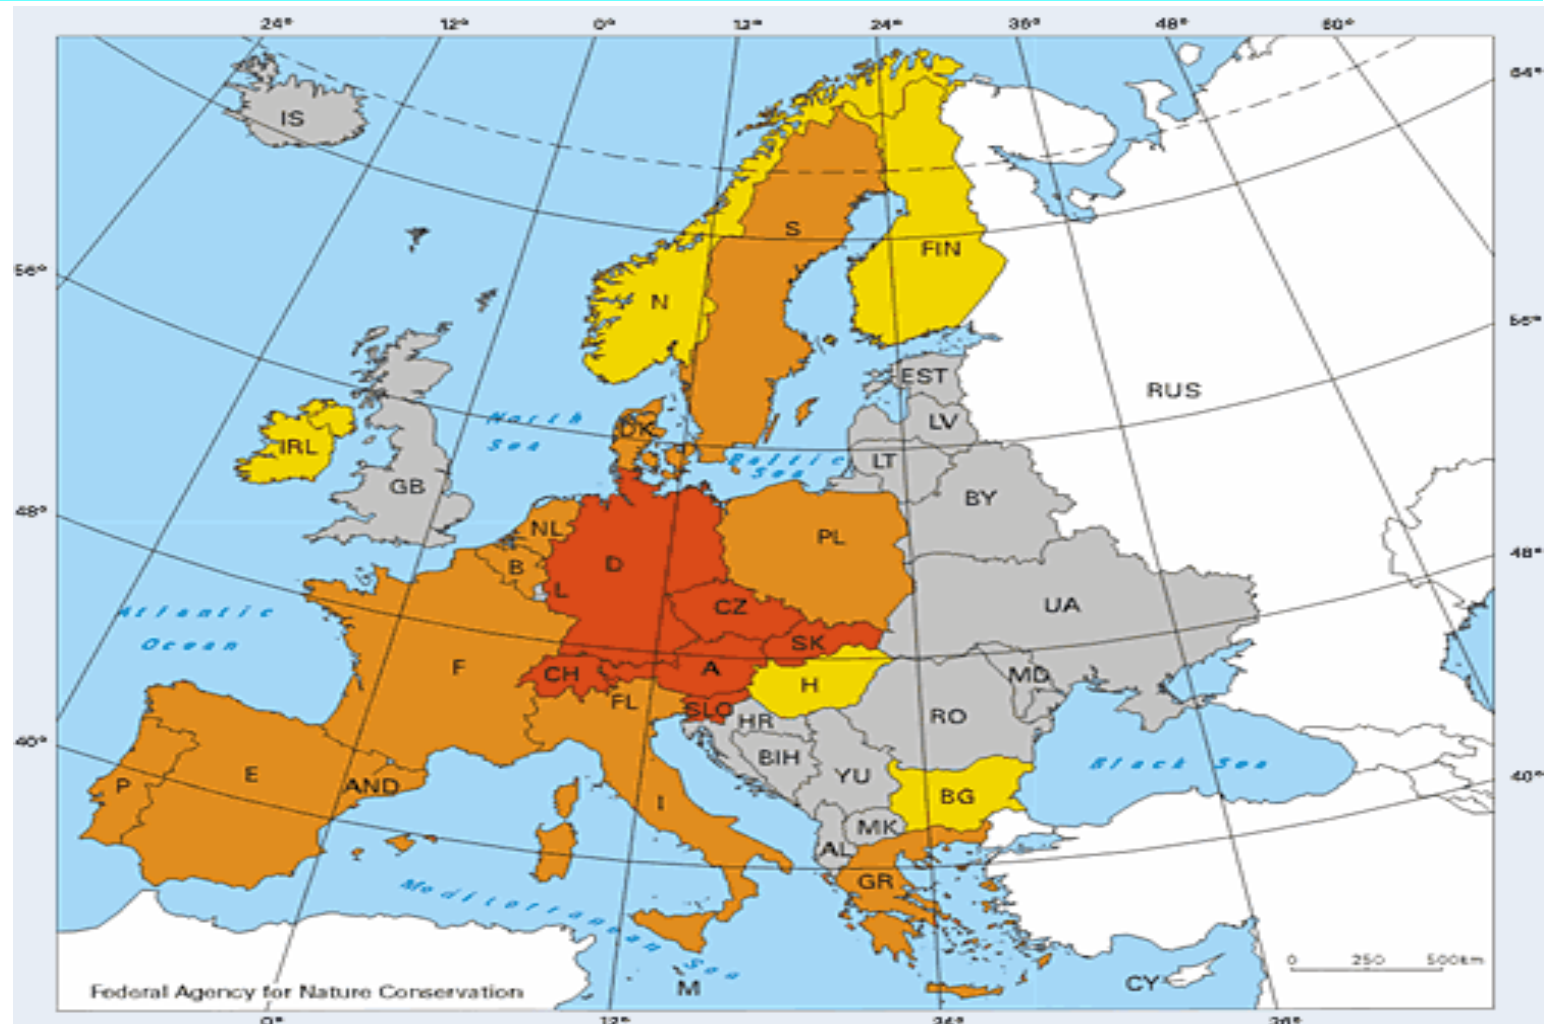 24° 12° 0° 12° 24° 36° 48° 60°
64°
IS
S
FIN
56°
N
56°
RUS
EST
LV
North
Sea
DK
IRL
LT
Baltic
Sea
GB
BY
48°
NL
PL
48°
B
D
L
CZ
UA
Atlantic
Ocean
SK
F
A
CH
H
MD
FL
SLO
HR
RO
40°
BIH
YU
Black Sea
E
AND
P
I
BG
40°
MK
AL
GR
Mediterranean Sea
0 250 500km
CY
M
Federal Agency for Nature Conservation
0° 12° 24° 36°